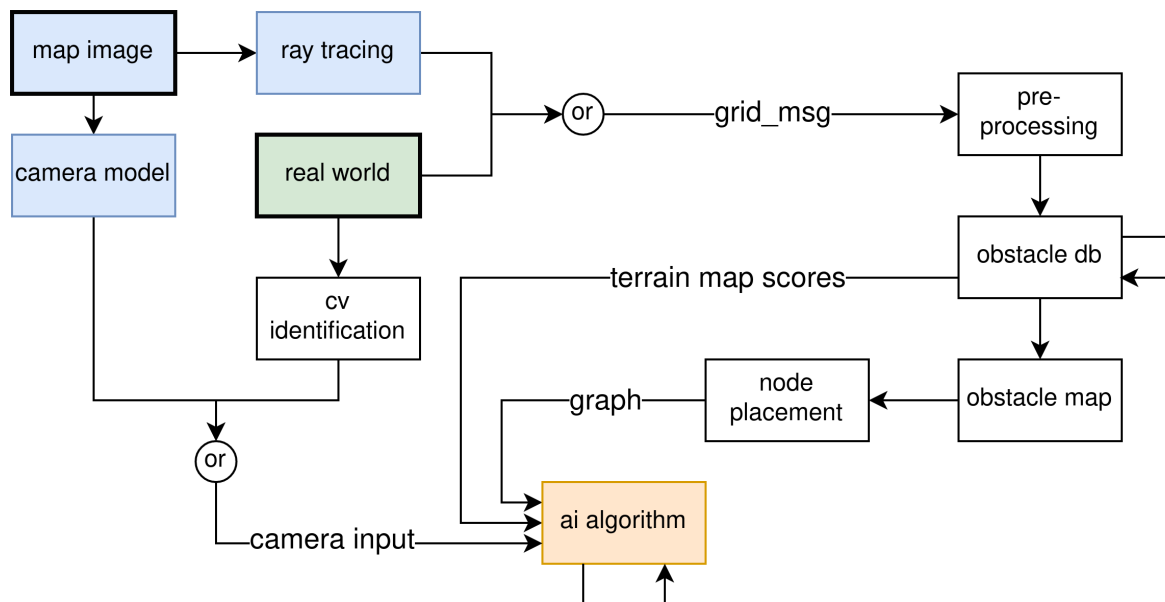 map image
ray tracing
or
grid_msg
pre-
processing
camera model
real world
obstacle db
terrain map scores
cv
identification
node
placement
obstacle map
graph
or
ai algorithm
camera input